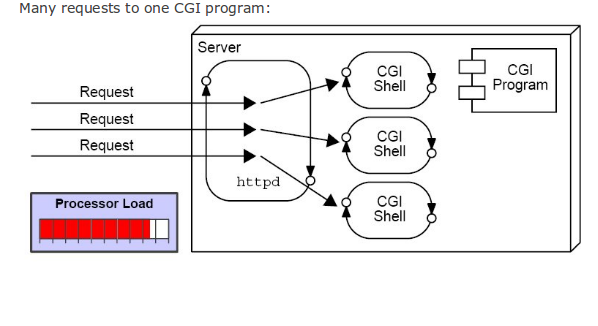 Many requests to one CGI program:
Server
CGI
Shell
CGI
Program
Request
Request
Request
CGI
Shell
httpd
CGI
Shell
Processor Load